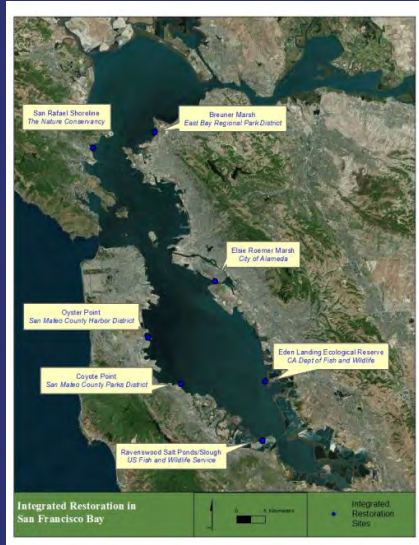 San Rafael Shoreline
The Nature Conservancy
Breuner Marsh
East Bay Regional Park District
Elsie Roemer Marsh
City of Alameda
Oyster Point
San Mateo County Harbor District
Eden Landing Ecological Reserve
CA Dept of Fish and Wildlife
Coyote Point
San Mateo County Parks District
Ravenswood Salt Ponds/Slough
US Fish and Wildlife Service
Integrated Restoration in
San Francisco Bay
0 5 Kilometers
Integrated
Restoration
Sites